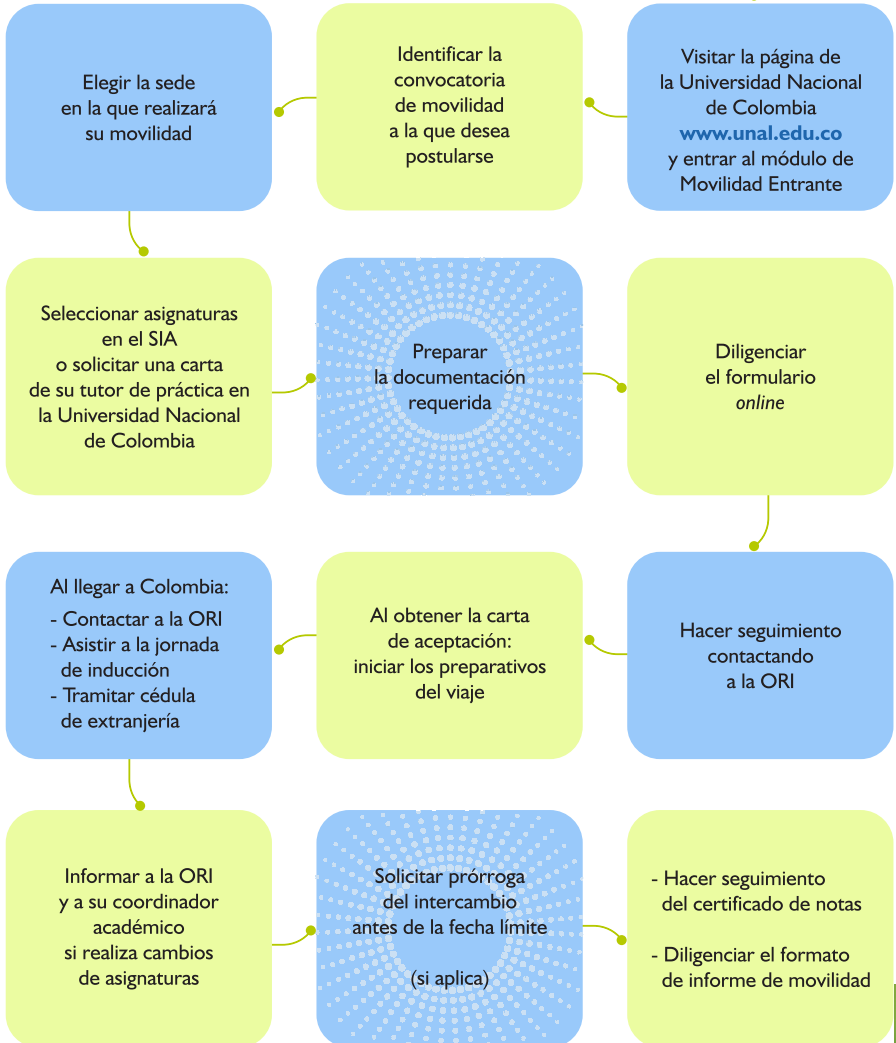 Visitar la página de
la Universidad Nacional
de Colombia
www.unal.edu.co
y entrar al módulo de
Movilidad Entrante
Identificar la
convocatoria
de movilidad
a la que desea
postularse
Elegir la sede
en la que realizará
su movilidad
Seleccionar asignaturas
en el SIA
o solicitar una carta
de su tutor de práctica en
la Universidad Nacional
de Colombia
Preparar
la documentación
requerida
Diligenciar
el formulario
online
Hacer seguimiento
contactando
a la ORI
Al obtener la carta
de aceptación:
iniciar los preparativos
del viaje
Al llegar a Colombia:
- Contactar a la ORI
- Asistir a la jornada
de inducción
- Tramitar cédula
de extranjería
Informar a la ORI
y a su coordinador
académico
si realiza cambios
de asignaturas
Solicitar prórroga
del intercambio
antes de la fecha límite
(si aplica)
- Hacer seguimiento
del certificado de notas
- Diligenciar el formato
de informe de movilidad